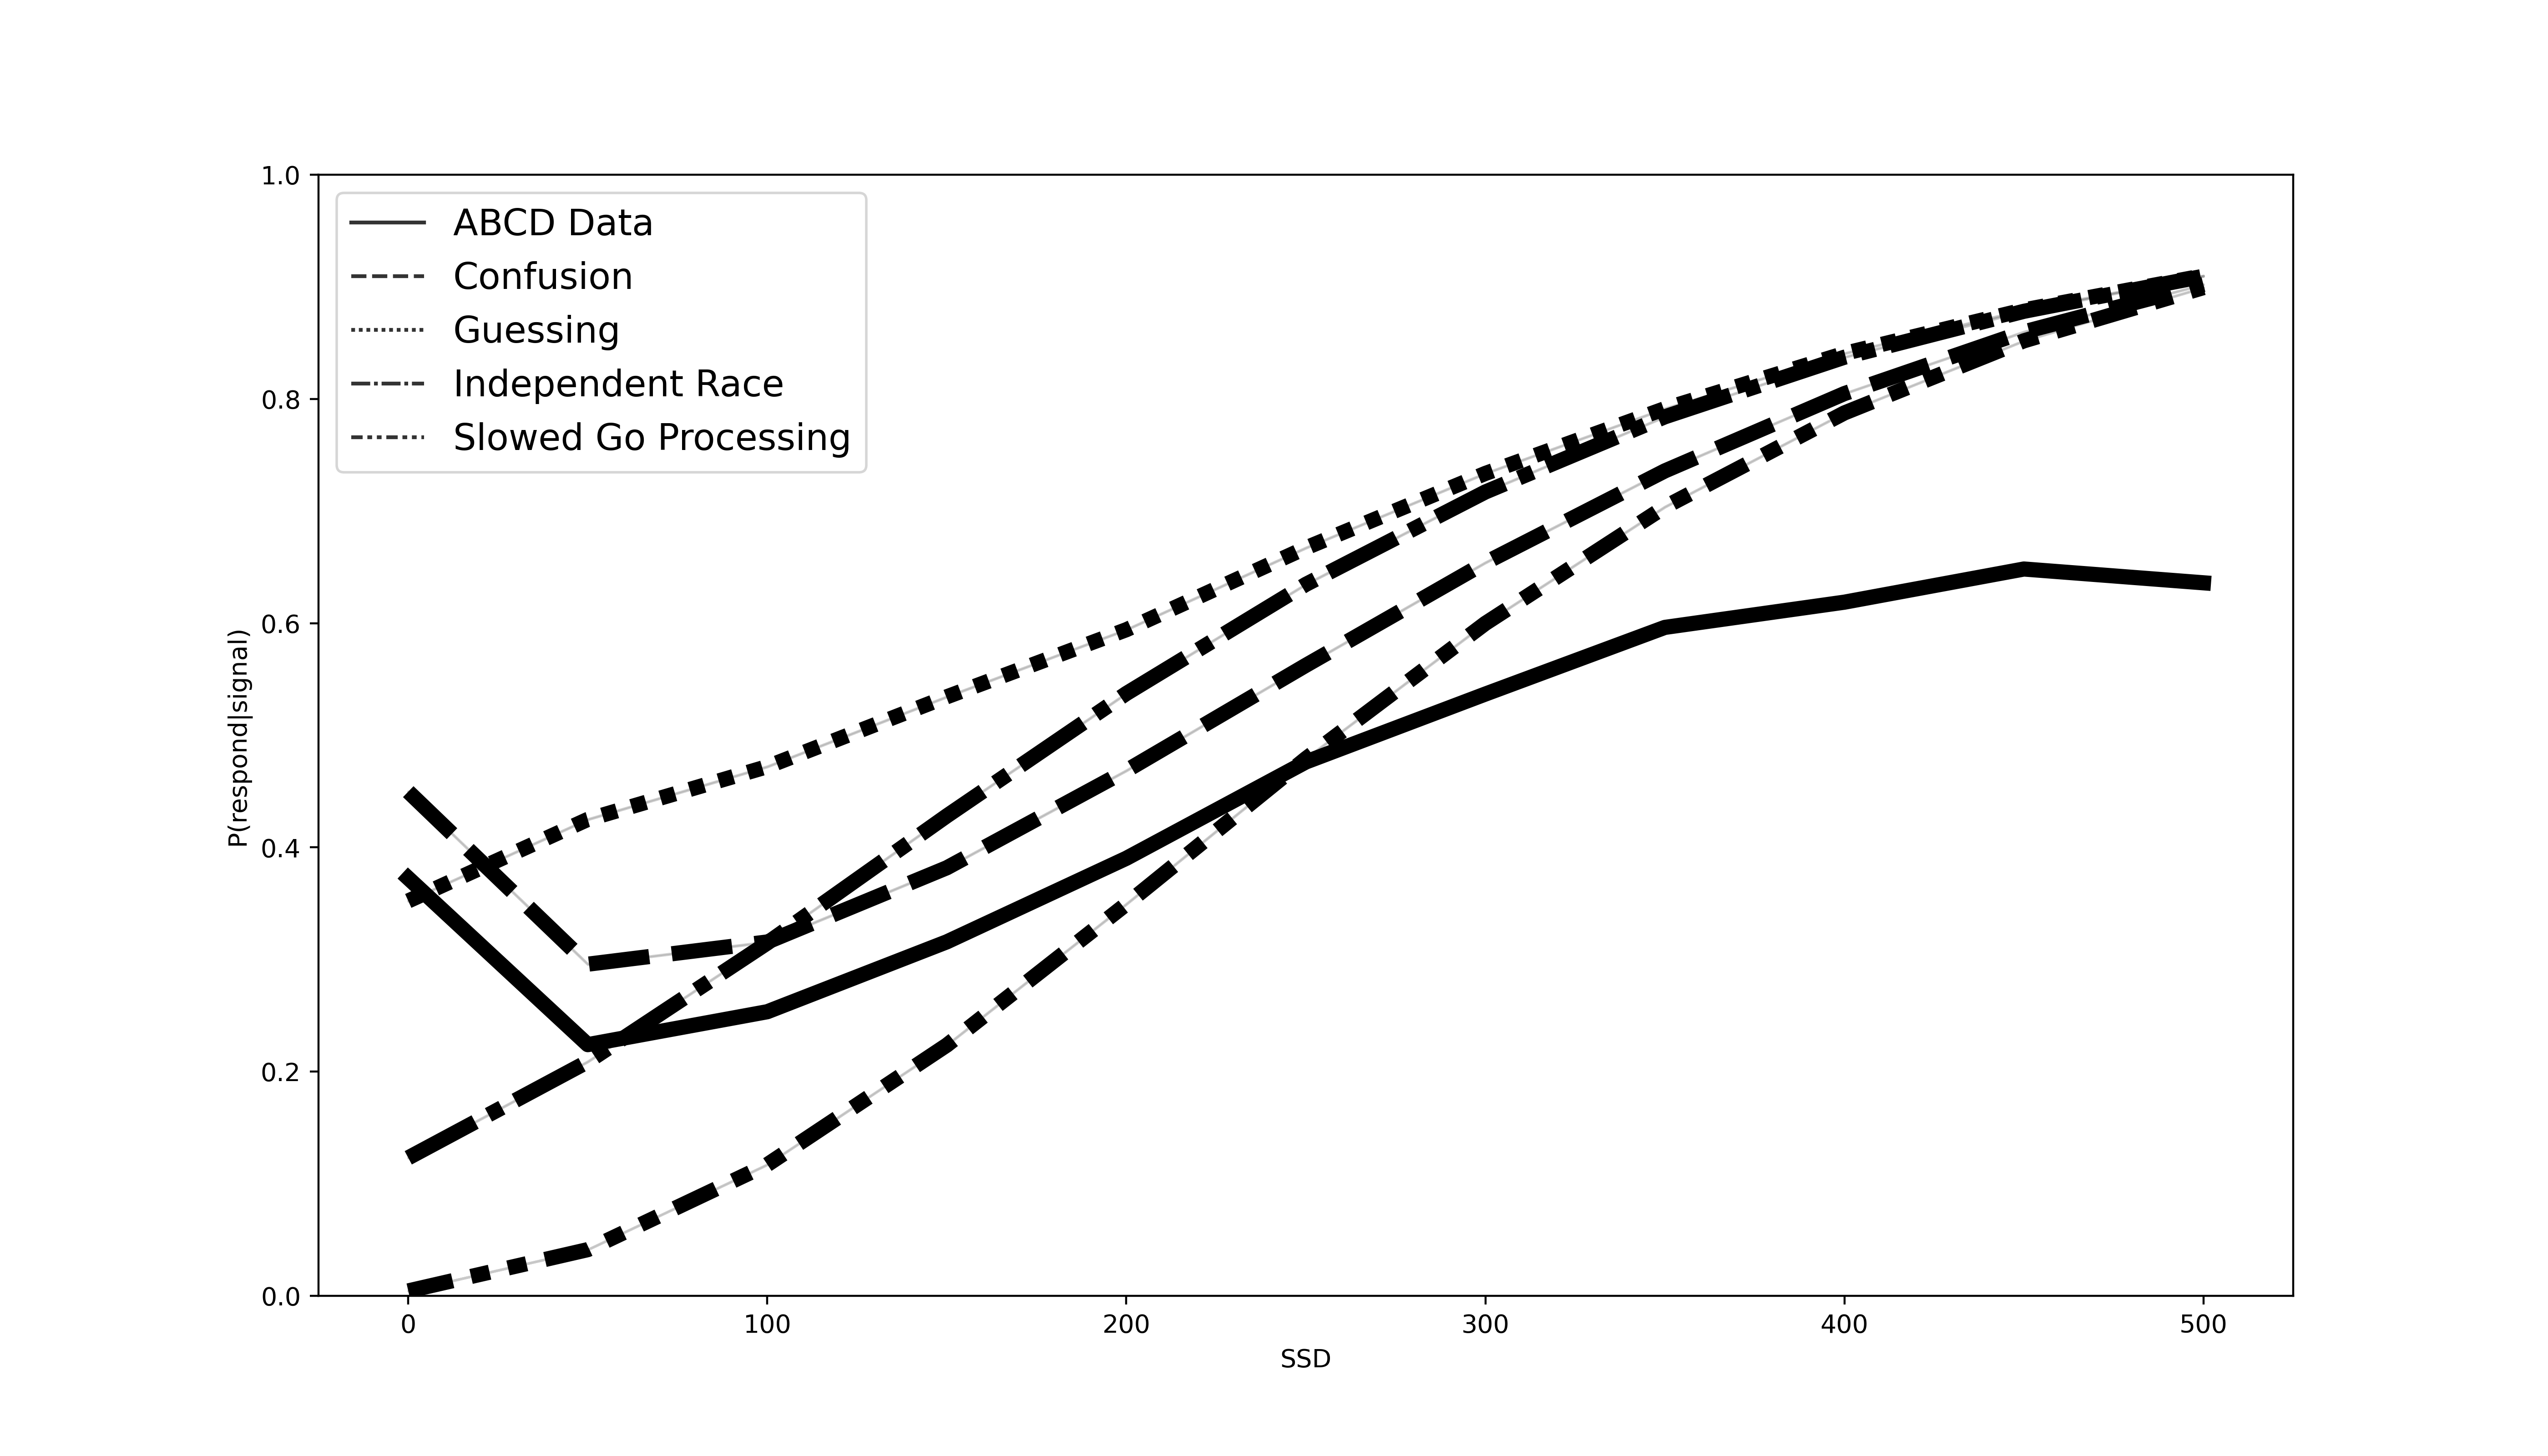 1.0
0.8
0.6
0.4
0.2
0.0
P(respond|signal)
ABCD Data
Confusion
Guessing
Independent Race
Slowed Go Processing
0 100 200 300 400 500
SSD